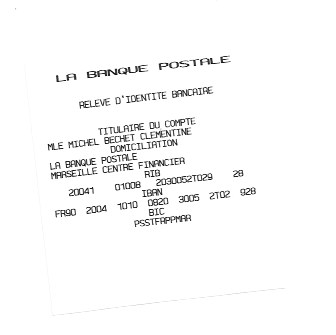 LA BANQUE POSTALE
RELEVE D'IDENTITE BANCAIRE
TITULAIRE DU COMPTE
MLE MICHEL BECHET CLEMENTINE
DOMICILIATION
LA BANQUE POSTALE
MARSEILLE CENTRE FINANCIER
RIB
20041 01008 2030052T029 28
IBAN
FR90 2004 1010 0820 3005 2T02 928
BIC
PSSTFRPPMAR